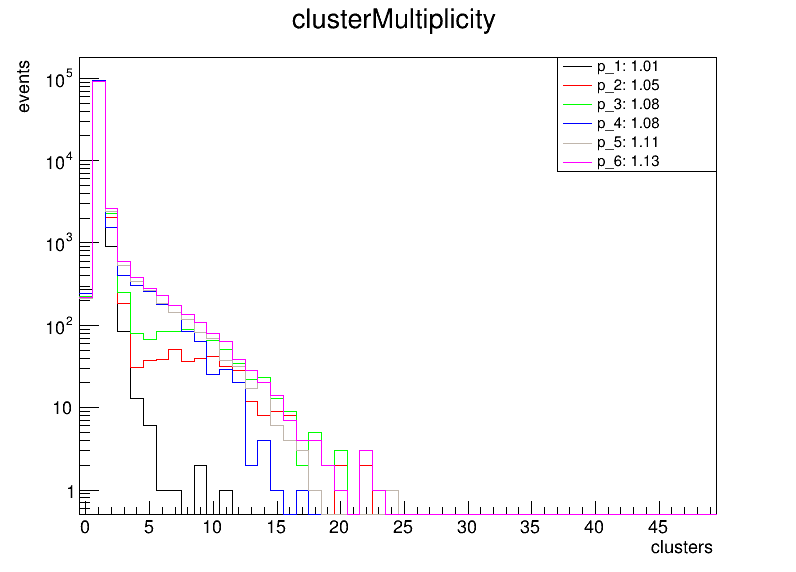 clusterMultiplicity
events
p_1: 1.01
p_2: 1.05
p_3: 1.08
p_4: 1.08
p_5: 1.11
p_6: 1.13
10^5
10^4
10^3
10^2
10
1
0 5 10 15 20 25 30 35 40 45
clusters